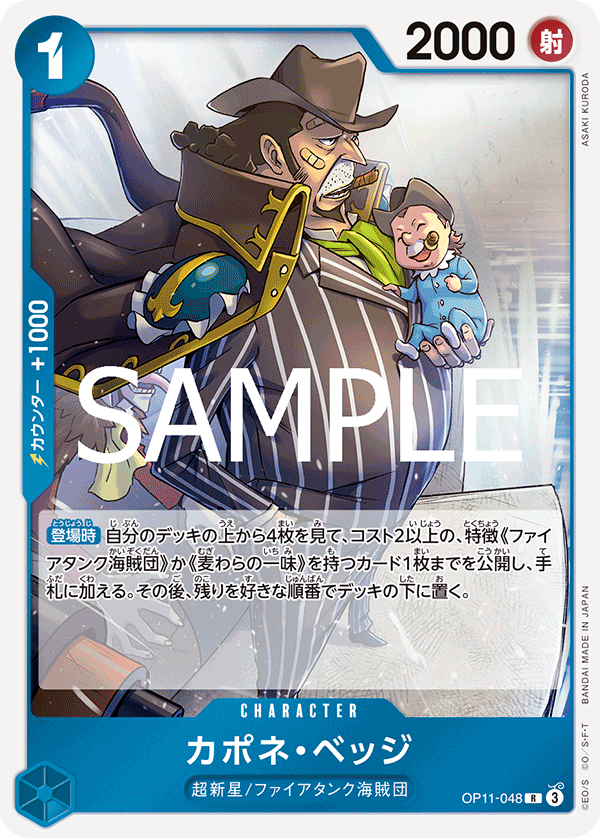 1
2000
射
ASAKI KURODA
カウンター +1000
SAMPLE
登場時 自分のデッキの上から4枚を見て、コスト2以上の、特徴《ファイ
アタンク海賊団》か《麦わらの一味》を持つカード1枚までを公開し、手
札に加える。その後、残りを好きな順番でデッキの下に置く。
CHARACTER
カポネ・ベッジ
超新星/ファイアタンク海賊団
OP11-048 R 3
©E.O/S ©O/S・F・T BANDAI MADE IN JAPAN